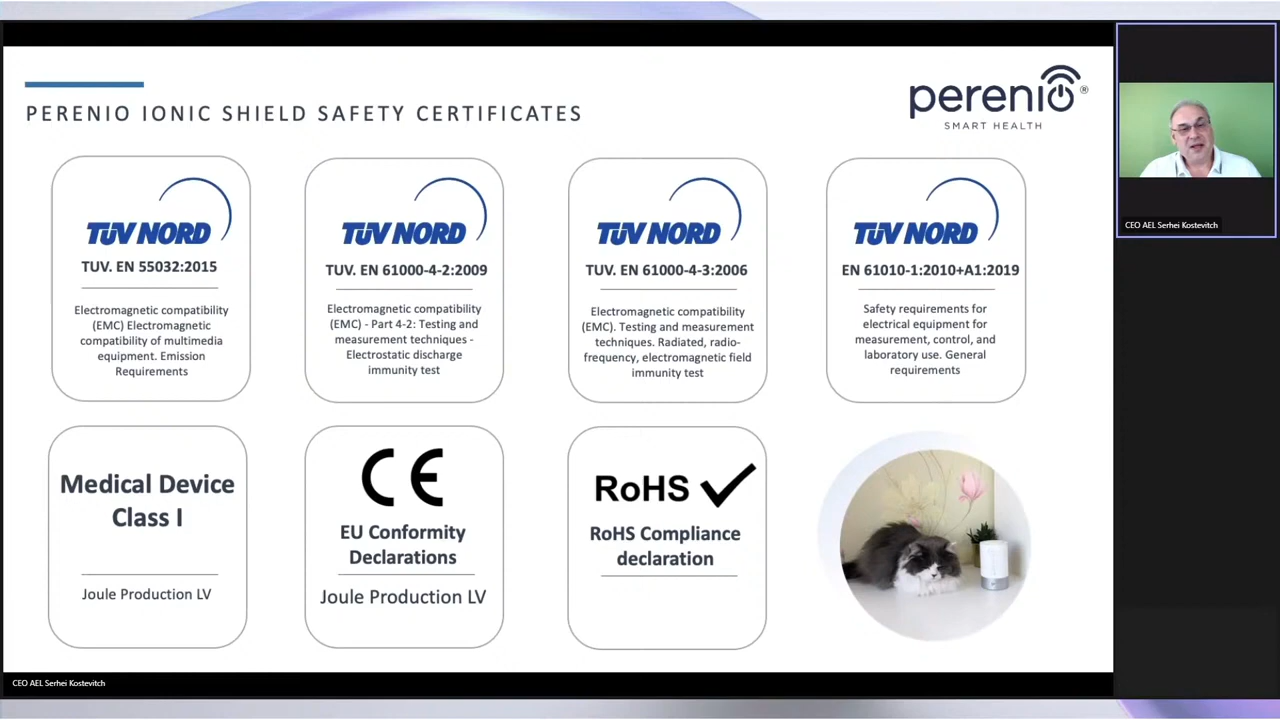 PERENIO IONIC SHIELD SAFETY CERTIFICATES
perenio®
SMART HEALTH
TÜV NORD
TUV. EN 55032:2015
Electromagnetic compatibility
(EMC) Electromagnetic
compatibility of multimedia
equipment. Emission
Requirements
TÜV NORD
TUV. EN 61000-4-2:2009
Electromagnetic compatibility
(EMC) - Part 4-2: Testing and
measurement techniques -
Electrostatic discharge
immunity test
TÜV NORD
TUV. EN 61000-4-3:2006
Electromagnetic compatibility
(EMC). Testing and measurement
techniques. Radiated, radio-
frequency, electromagnetic field
immunity test
TÜV NORD
EN 61010-1:2010+A1:2019
Safety requirements for
electrical equipment for
measurement, control, and
laboratory use. General
requirements
Medical Device
Class I
Joule Production LV
CE
EU Conformity
Declarations
Joule Production LV
RoHS
RoHS Compliance
declaration
CEO AEL Serhei Kostevitch
CEO AEL Serhei Kostevitch